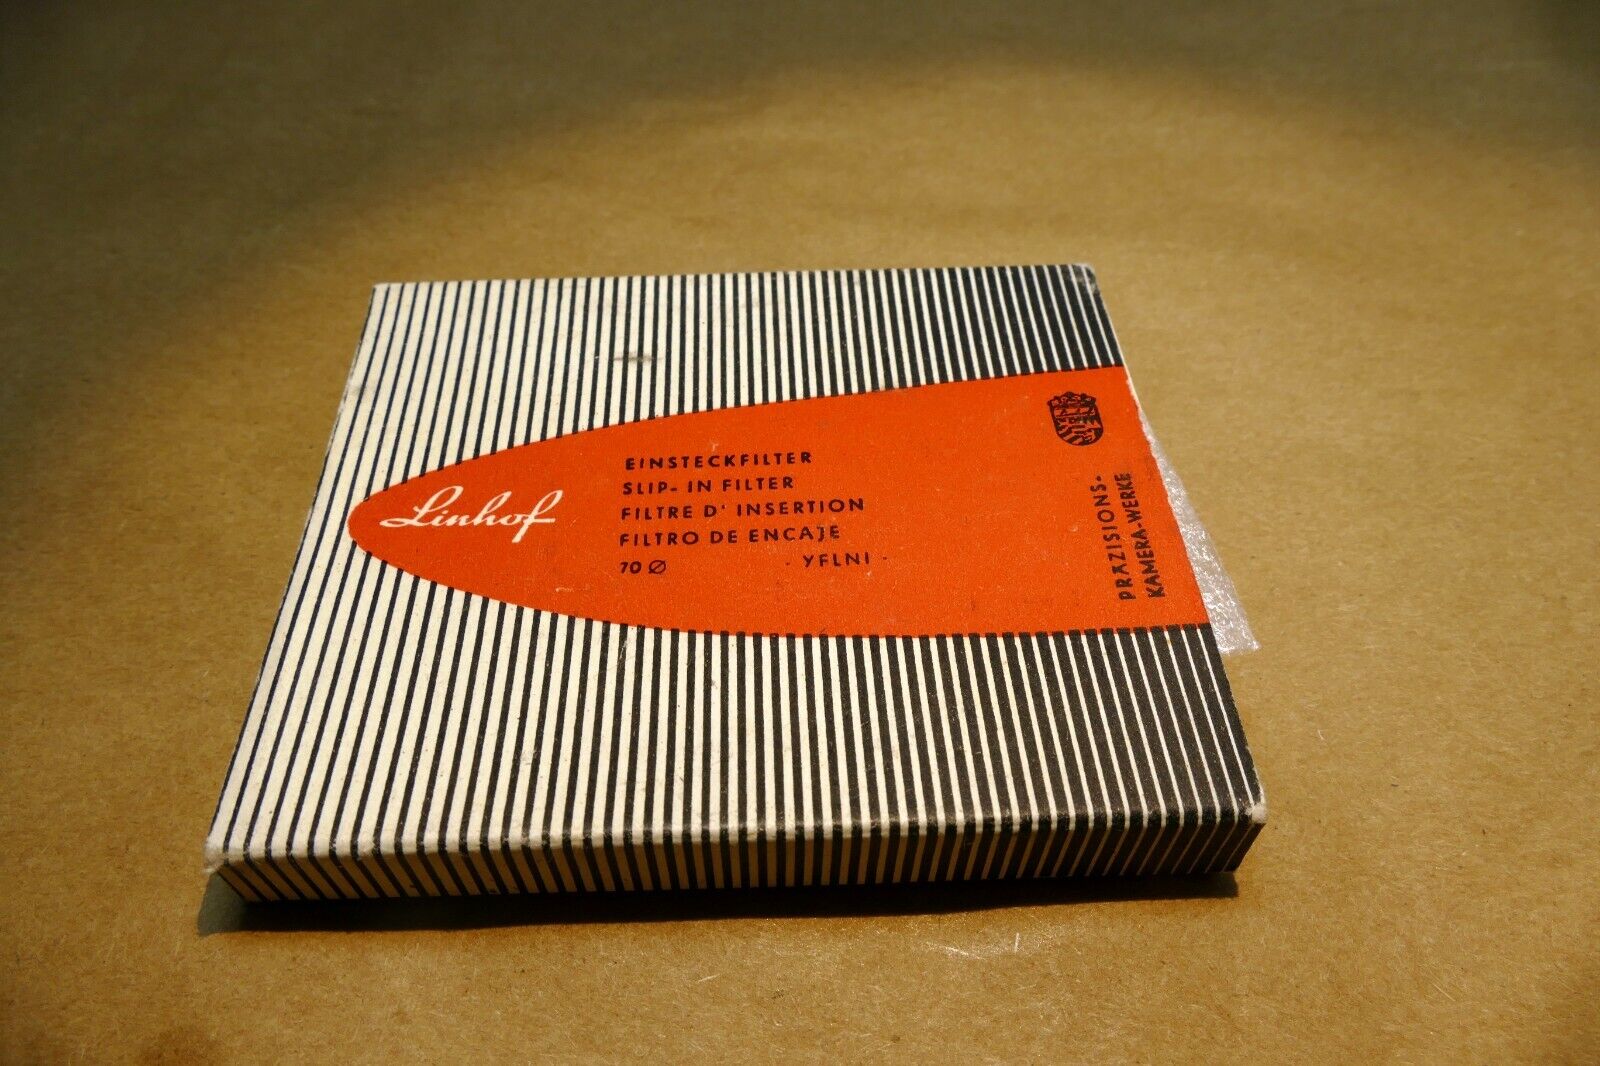 Linhof
EINSTECKFILTER
SLIP- IN FILTER
FILTRE D' INSERTION
FILTRO DE ENCAJE
70 Ø · YFLNI ·
PRÄZISIONS-
KAMERA-WERKE